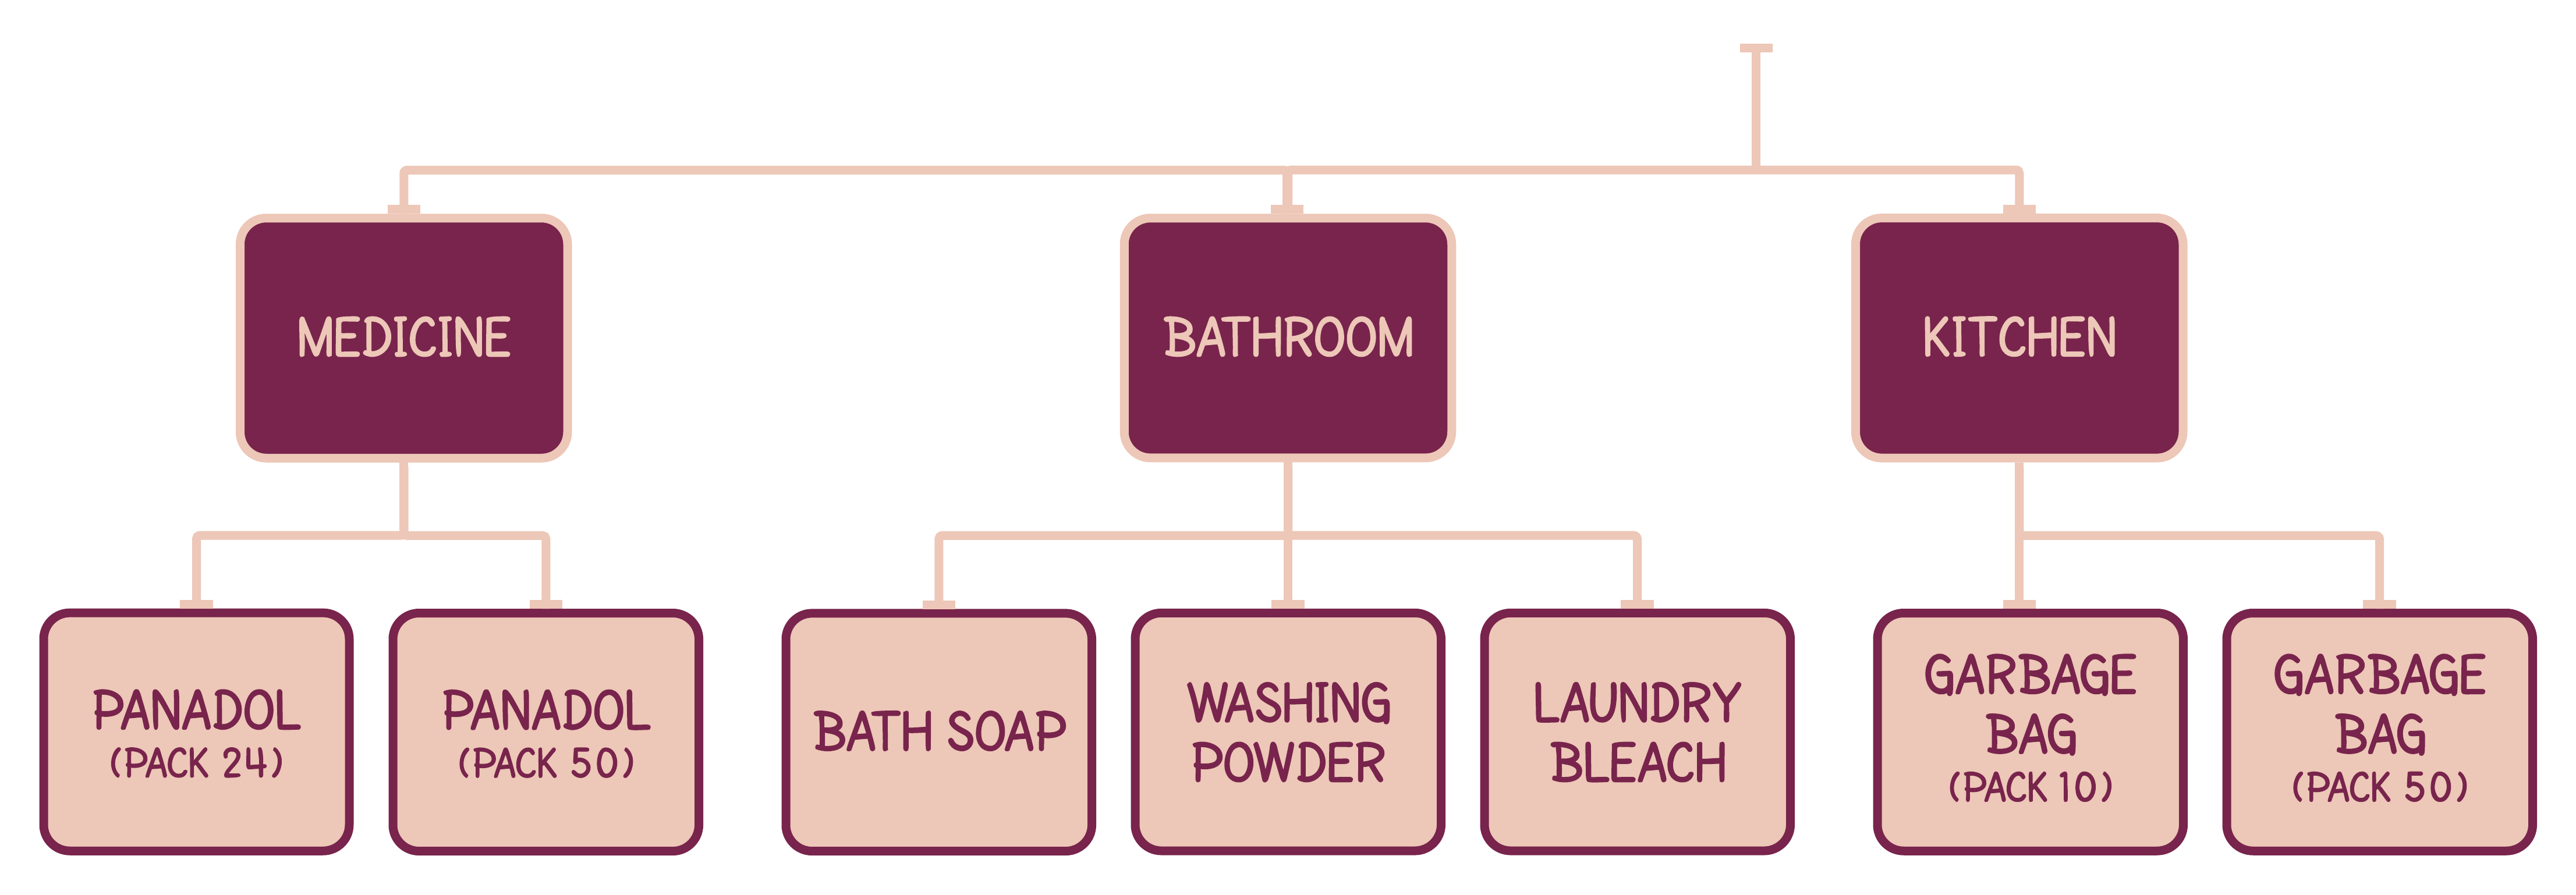 MEDICINE
BATHROOM
KITCHEN
PANADOL
(PACK 24)
PANADOL
(PACK 50)
BATH SOAP
WASHING
POWDER
LAUNDRY
BLEACH
GARBAGE
BAG
(PACK 10)
GARBAGE
BAG
(PACK 50)